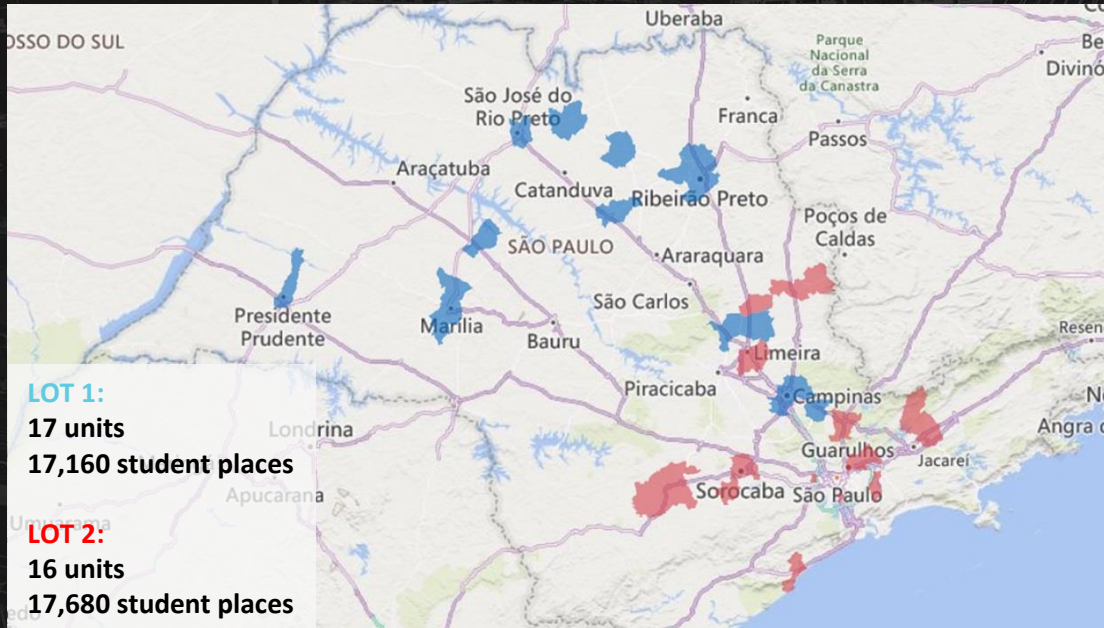 Uberaba
OSSO DO SUL
Parque
Nacional
da Serra
da Canastra
Be
Divinó
São José do
Rio Preto
Franca
Passos
Araçatuba
Catanduva
Ribeirão Preto
Poços de
Caldas
SÃO PAULO
Araraquara
São Carlos
Presidente
Prudente
Marília
Bauru
Limeira
Resen
Piracicaba
Campinas
No
Angra d
Guarulhos
Jacareí
Sorocaba
São Paulo
LOT 1:
17 units
Londrina
17,160 student places
Apucarana
Umuarama
LOT 2:
16 units
17,680 student places